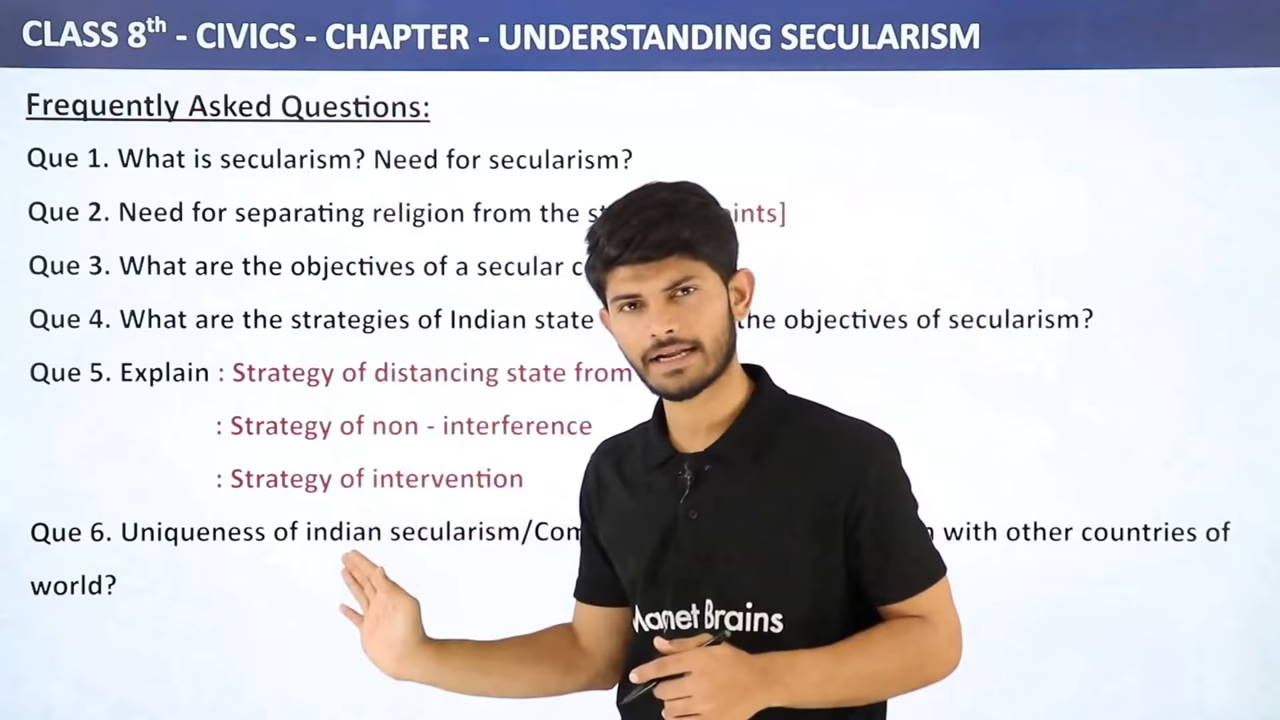 CLASS 8th - CIVICS - CHAPTER - UNDERSTANDING SECULARISM
Frequently Asked Questions:
Que 1. What is secularism? Need for secularism?
Que 2. Need for separating religion from the
Que 3. What are the objectives of a secular
Que 4. What are the strategies of Indian state the objectives of secularism?
Que 5. Explain : Strategy of distancing state from
: Strategy of non - interference
: Strategy of intervention
Que 6. Uniqueness of indian secularism/ with other countries of
world?
Magnet Brains